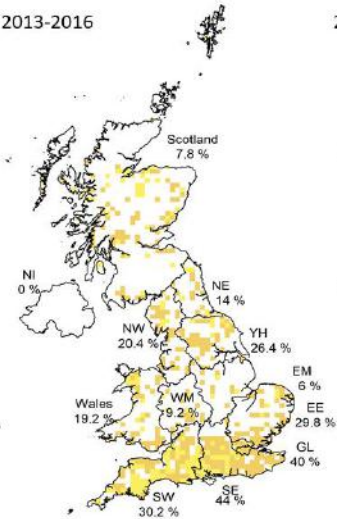 2013-2016
2
Scotland
7.8 %
NI
0 %
NE
14 %
NW
20.4 %
YH
26.4 %
EM
6 %
Wales
19.2 %
WM
9.2 %
EE
29.8 %
GL
40 %
SW
30.2 %
SE
44 %